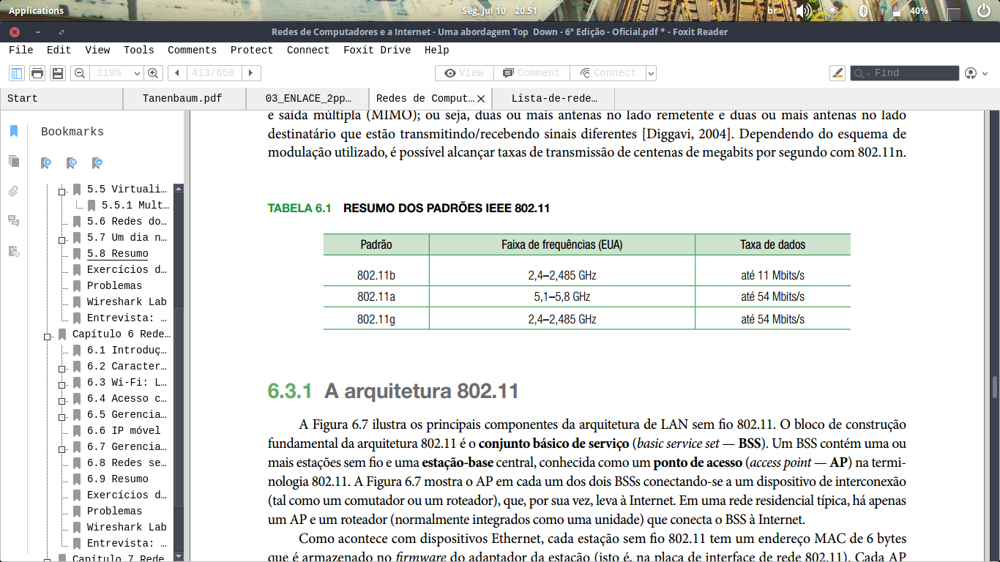 Applications
Seg, Jul 10 20:51
br
40%
Redes de Computadores e a Internet - Uma abordagem Top Down - 6ª Edição - Oficial.pdf * - Foxit Reader
File Edit View Tools Comments Protect Connect Foxit Drive Help
119%
413/658
View
Comment
Connect
Find
Start
Tanenbaum.pdf
03_ENLACE_2pp…
Redes de Comput…
Lista-de-rede…
Bookmarks
5.5 Virtuali…
5.5.1 Mult…
5.6 Redes do…
5.7 Um dia n…
5.8 Resumo
Exercícios d…
Problemas
Wireshark Lab
Entrevista: …
Capítulo 6 Rede…
6.1 Introduç…
6.2 Caracter…
6.3 Wi-Fi: L…
6.4 Acesso c…
6.5 Gerencia…
6.6 IP móvel
6.7 Gerencia…
6.8 Redes se…
6.9 Resumo
Exercícios d…
Problemas
Wireshark Lab
Entrevista: …
Capítulo 7 Rede…
e saída múltipla (MIMO); ou seja, duas ou mais antenas no lado remetente e duas ou mais antenas no lado
destinatário que estão transmitindo/recebendo sinais diferentes [Diggavi, 2004]. Dependendo do esquema de
modulação utilizado, é possível alcançar taxas de transmissão de centenas de megabits por segundo com 802.11n.
TABELA 6.1 RESUMO DOS PADRÕES IEEE 802.11
Padrão Faixa de frequências (EUA) Taxa de dados
802.11b 2,4–2,485 GHz até 11 Mbits/s
802.11a 5,1–5,8 GHz até 54 Mbits/s
802.11g 2,4–2,485 GHz até 54 Mbits/s
6.3.1 A arquitetura 802.11
A Figura 6.7 ilustra os principais componentes da arquitetura de LAN sem fio 802.11. O bloco de construção
fundamental da arquitetura 802.11 é o conjunto básico de serviço (basic service set — BSS). Um BSS contém uma ou
mais estações sem fio e uma estação-base central, conhecida como um ponto de acesso (access point — AP) na termi-
nologia 802.11. A Figura 6.7 mostra o AP em cada um dos dois BSSs conectando-se a um dispositivo de interconexão
(tal como um comutador ou um roteador), que, por sua vez, leva à Internet. Em uma rede residencial típica, há apenas
um AP e um roteador (normalmente integrados como uma unidade) que conecta o BSS à Internet.
Como acontece com dispositivos Ethernet, cada estação sem fio 802.11 tem um endereço MAC de 6 bytes
que é armazenado no firmware do adaptador da estação (isto é, na placa de interface de rede 802.11). Cada AP